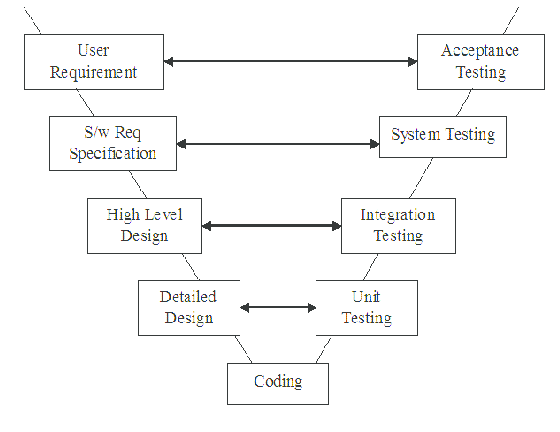 User
Requirement
Acceptance
Testing
S/w Req
Specification
System Testing
High Level
Design
Integration
Testing
Detailed
Design
Unit
Testing
Coding